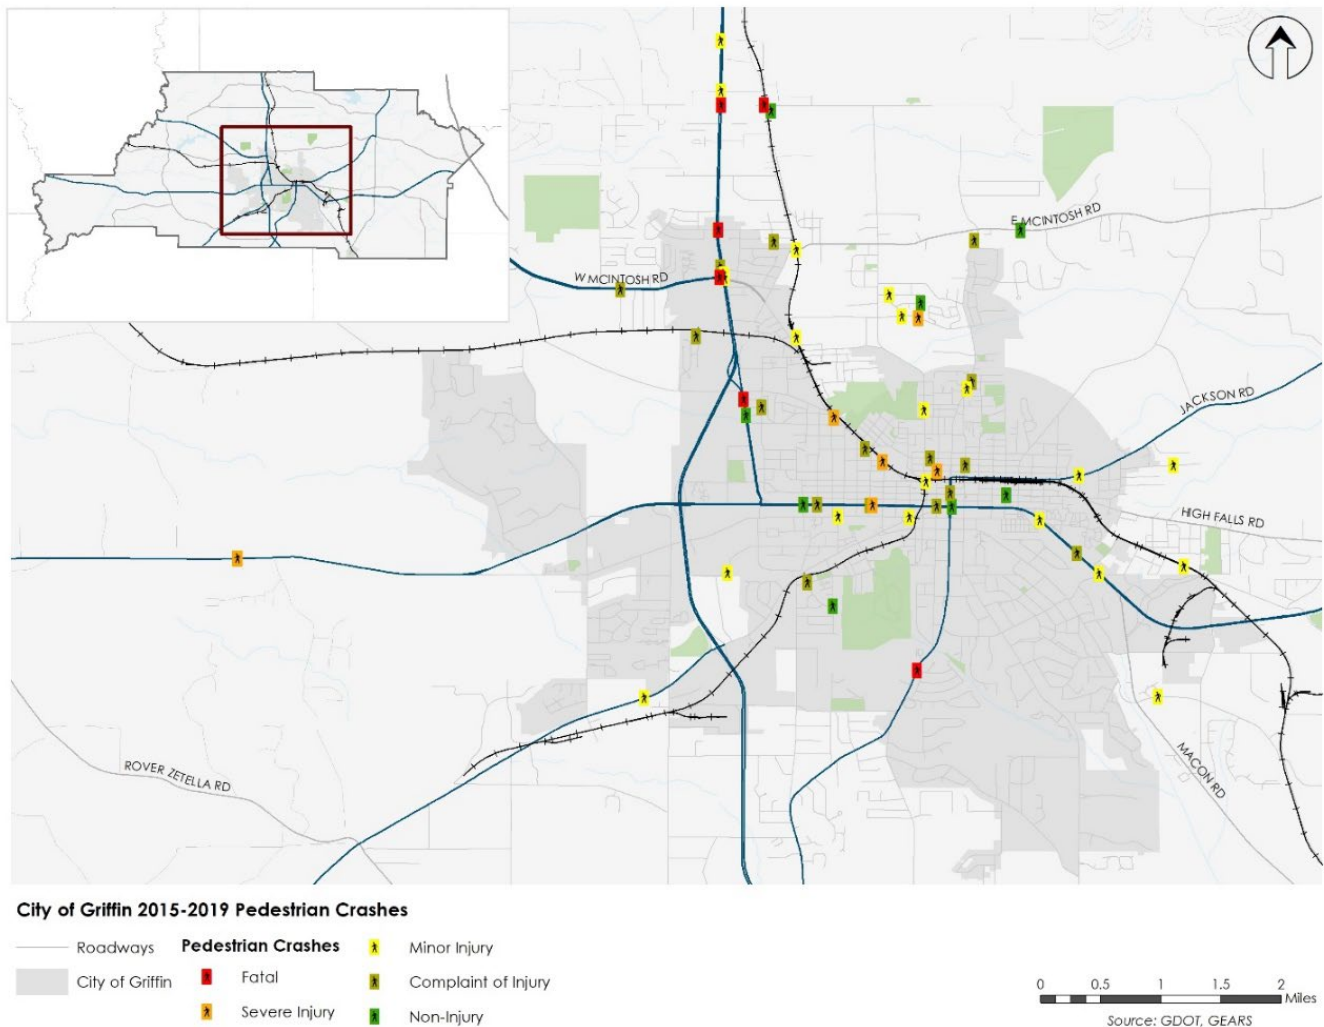 E MCINTOSH RD
W MCINTOSH RD
JACKSON RD
HIGH FALLS RD
ROVER ZETELLA RD
MACON RD
City of Griffin 2015-2019 Pedestrian Crashes
Roadways
City of Griffin
Pedestrian Crashes
Fatal
Severe Injury
Minor Injury
Complaint of Injury
Non-Injury
0 0.5 1 1.5 2
Miles
Source: GDOT, GEARS